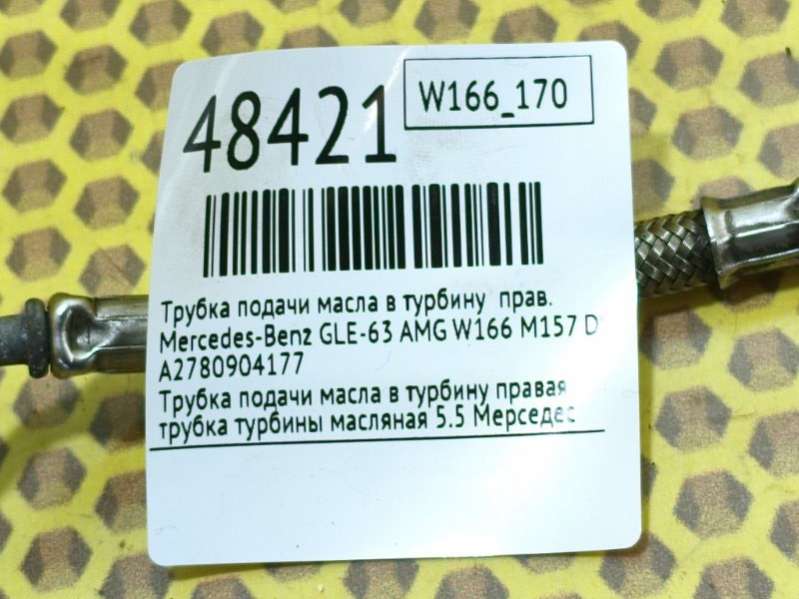 48421
W166_170
Трубка подачи масла в турбину прав.
Mercedes-Benz GLE-63 AMG W166 M157 D
A2780904177
Трубка подачи масла в турбину правая
трубка турбины масляная 5.5 Мерседес